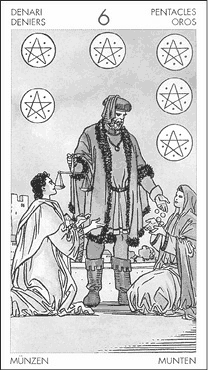 DENARI
DENIERS
6
PENTACLES
OROS
MÜNZEN
MUNTEN